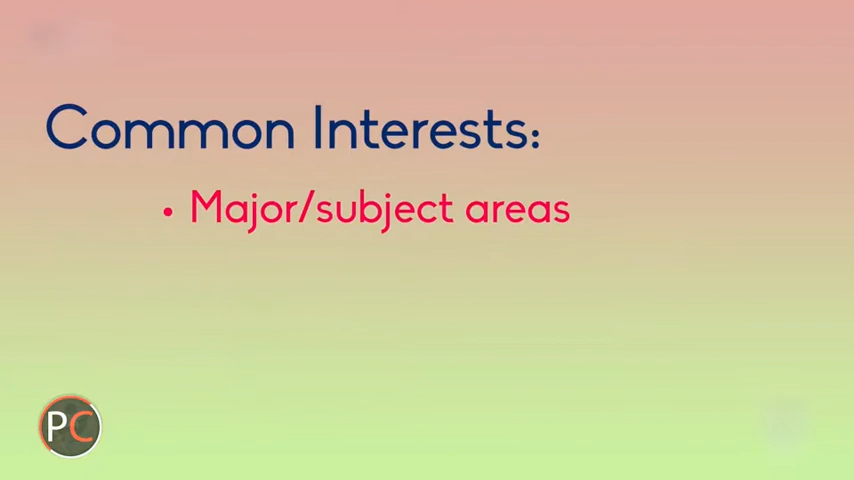 Common Interests:
• Major/subject areas
PC